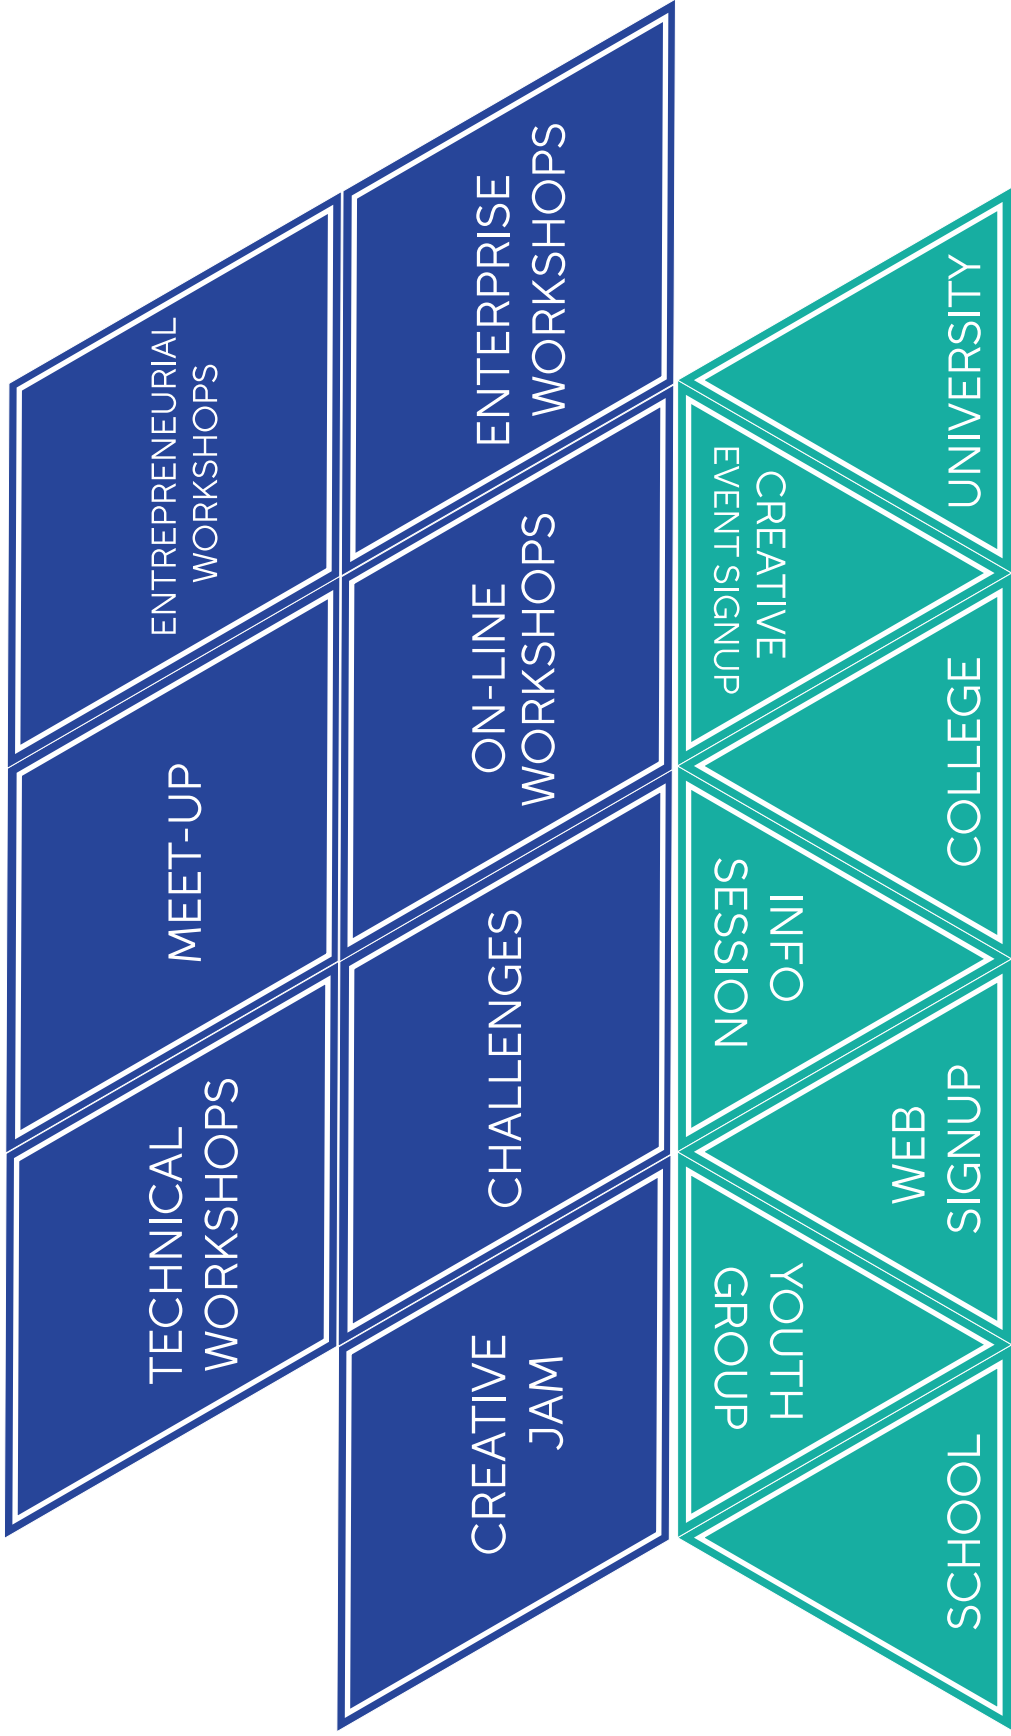 TECHNICAL
WORKSHOPS
MEET-UP
ENTREPRENEURIAL
WORKSHOPS
CREATIVE
JAM
CHALLENGES
ON-LINE
WORKSHOPS
ENTERPRISE
WORKSHOPS
YOUTH
GROUP
INFO
SESSION
CREATIVE
EVENT SIGNUP
SCHOOL
WEB
SIGNUP
COLLEGE
UNIVERSITY